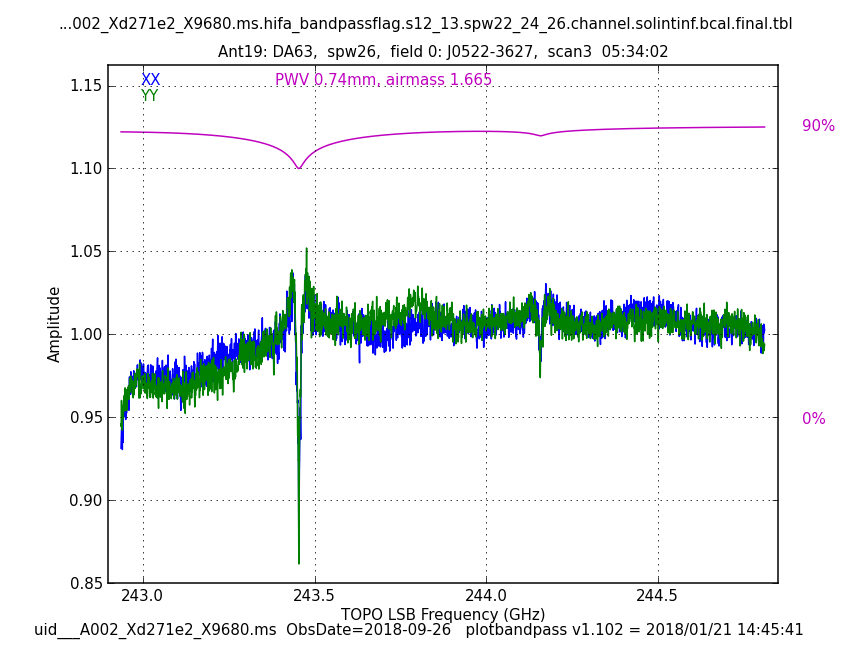 ...002_Xd271e2_X9680.ms.hifa_bandpassflag.s12_13.spw22_24_26.channel.solintinf.bcal.final.tbl
Ant19: DA63, spw26, field 0: J0522-3627, scan3 05:34:02
XX
YY
PWV 0.74mm, airmass 1.665
1.15
1.10
1.05
1.00
0.95
0.90
0.85
Amplitude
90%
0%
243.0 243.5 244.0 244.5
TOPO LSB Frequency (GHz)
uid___A002_Xd271e2_X9680.ms ObsDate=2018-09-26 plotbandpass v1.102 = 2018/01/21 14:45:41